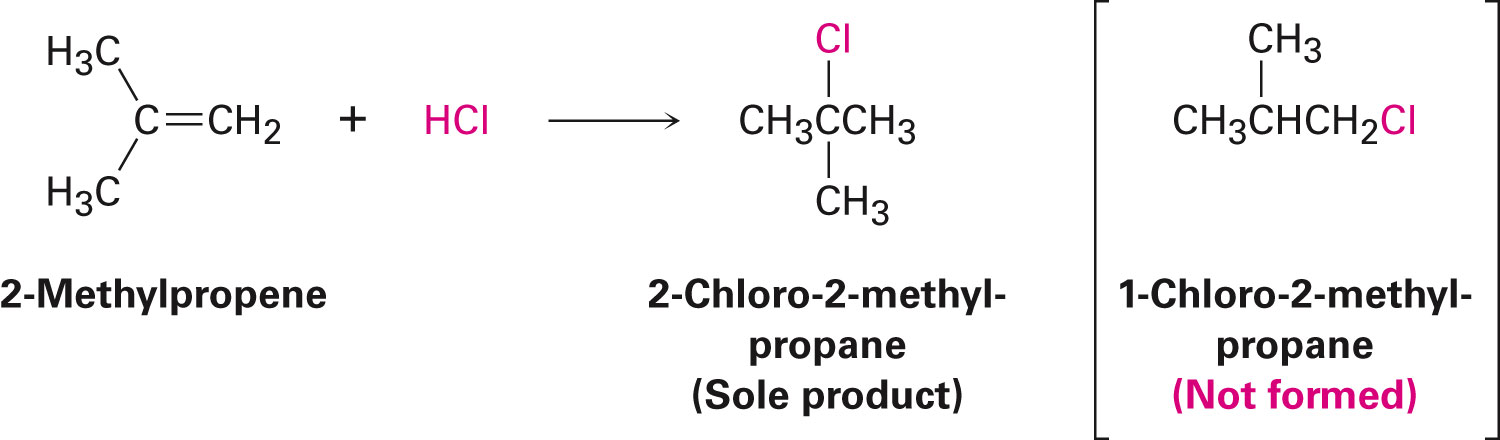 Cl
CH3
H3C
C=CH2 + HCl
CH3CCH3
CH3CHCH2Cl
H3C
CH3
2-Methylpropene
2-Chloro-2-methyl-
propane
(Sole product)
1-Chloro-2-methyl-
propane
(Not formed)